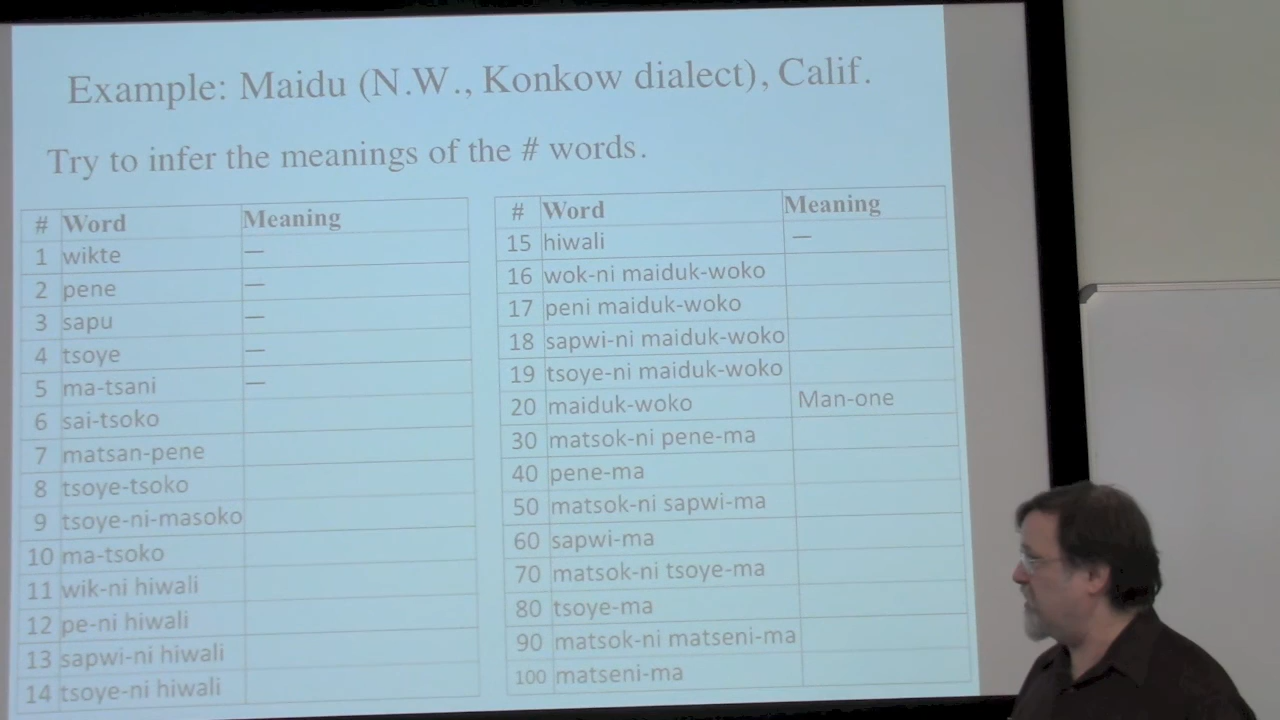 Example: Maidu (N.W., Konkow dialect), Calif.
Try to infer the meanings of the # words.
# Word Meaning
1 wikte —
2 pene —
3 sapu —
4 tsoye —
5 ma-tsani —
6 sai-tsoko
7 matsan-pene
8 tsoye-tsoko
9 tsoye-ni-masoko
10 ma-tsoko
11 wik-ni hiwali
12 pe-ni hiwali
13 sapwi-ni hiwali
14 tsoye-ni hiwali
# Word Meaning
15 hiwali —
16 wok-ni maiduk-woko
17 peni maiduk-woko
18 sapwi-ni maiduk-woko
19 tsoye-ni maiduk-woko
20 maiduk-woko Man-one
30 matsok-ni pene-ma
40 pene-ma
50 matsok-ni sapwi-ma
60 sapwi-ma
70 matsok-ni tsoye-ma
80 tsoye-ma
90 matsok-ni matseni-ma
100 matseni-ma